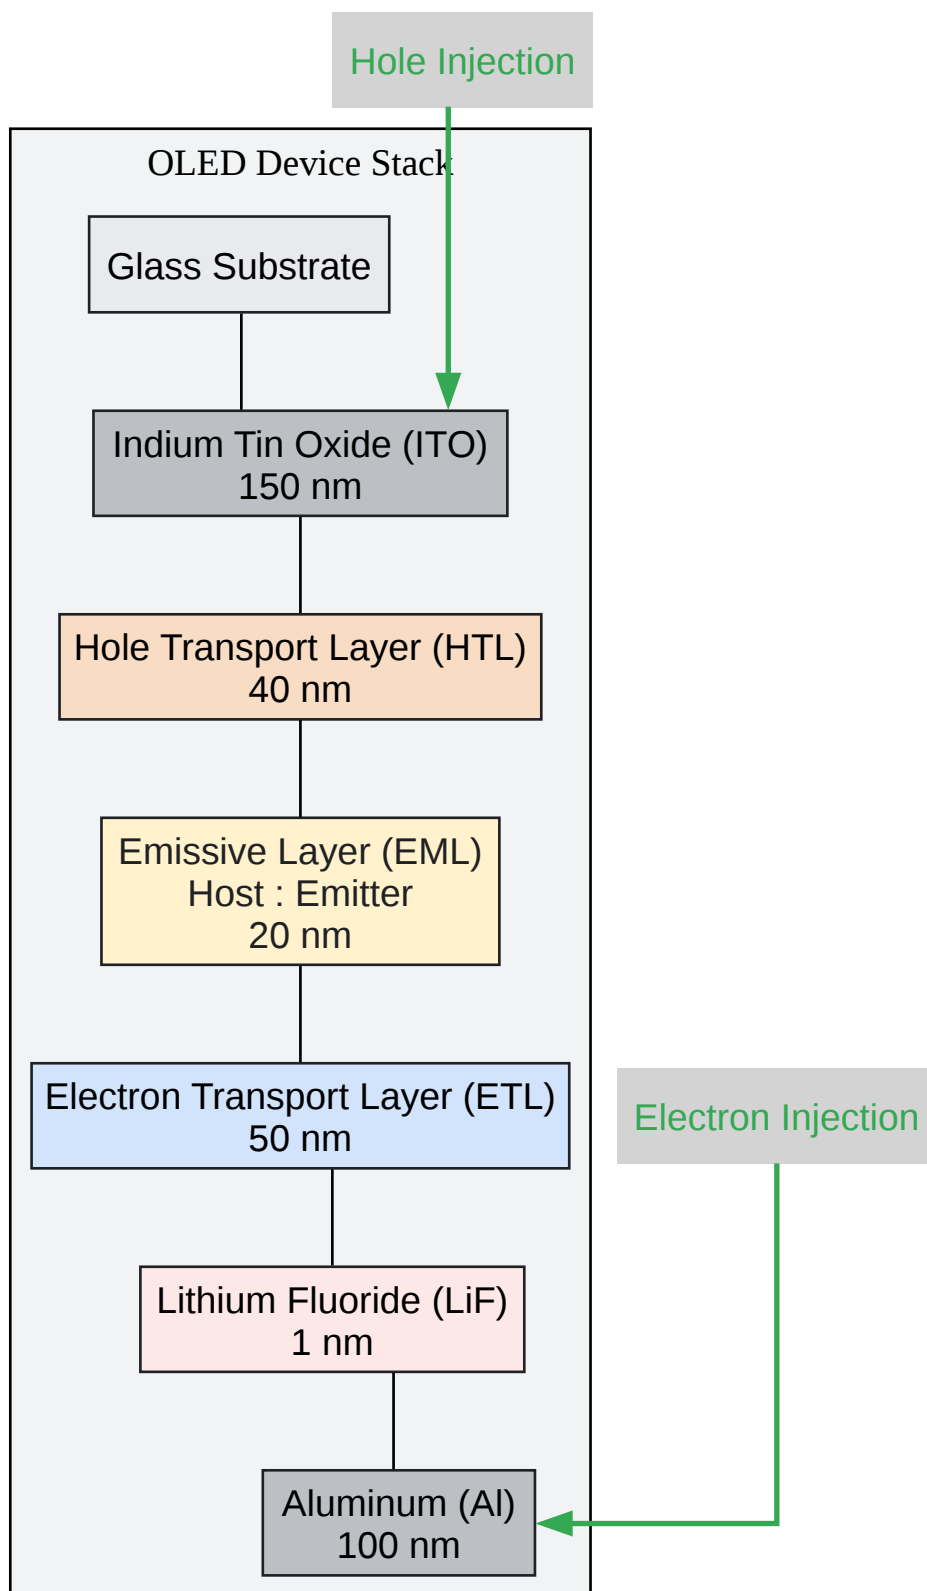 Hole Injection
OLED Device Stack
Glass Substrate
Indium Tin Oxide (ITO)
150 nm
Hole Transport Layer (HTL)
40 nm
Emissive Layer (EML)
Host : Emitter
20 nm
Electron Transport Layer (ETL)
50 nm
Electron Injection
Lithium Fluoride (LiF)
1 nm
Aluminum (Al)
100 nm